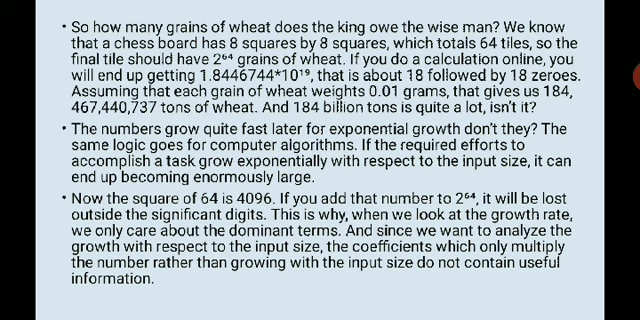 • So how many grains of wheat does the king owe the wise man? We know
that a chess board has 8 squares by 8 squares, which totals 64 tiles, so the
final tile should have 2⁶⁴ grains of wheat. If you do a calculation online, you
will end up getting 1.8446744*10¹⁹, that is about 18 followed by 18 zeroes.
Assuming that each grain of wheat weights 0.01 grams, that gives us 184,
467,440,737 tons of wheat. And 184 billion tons is quite a lot, isn't it?
• The numbers grow quite fast later for exponential growth don't they? The
same logic goes for computer algorithms. If the required efforts to
accomplish a task grow exponentially with respect to the input size, it can
end up becoming enormously large.
• Now the square of 64 is 4096. If you add that number to 2⁶⁴, it will be lost
outside the significant digits. This is why, when we look at the growth rate,
we only care about the dominant terms. And since we want to analyze the
growth with respect to the input size, the coefficients which only multiply
the number rather than growing with the input size do not contain useful
information.